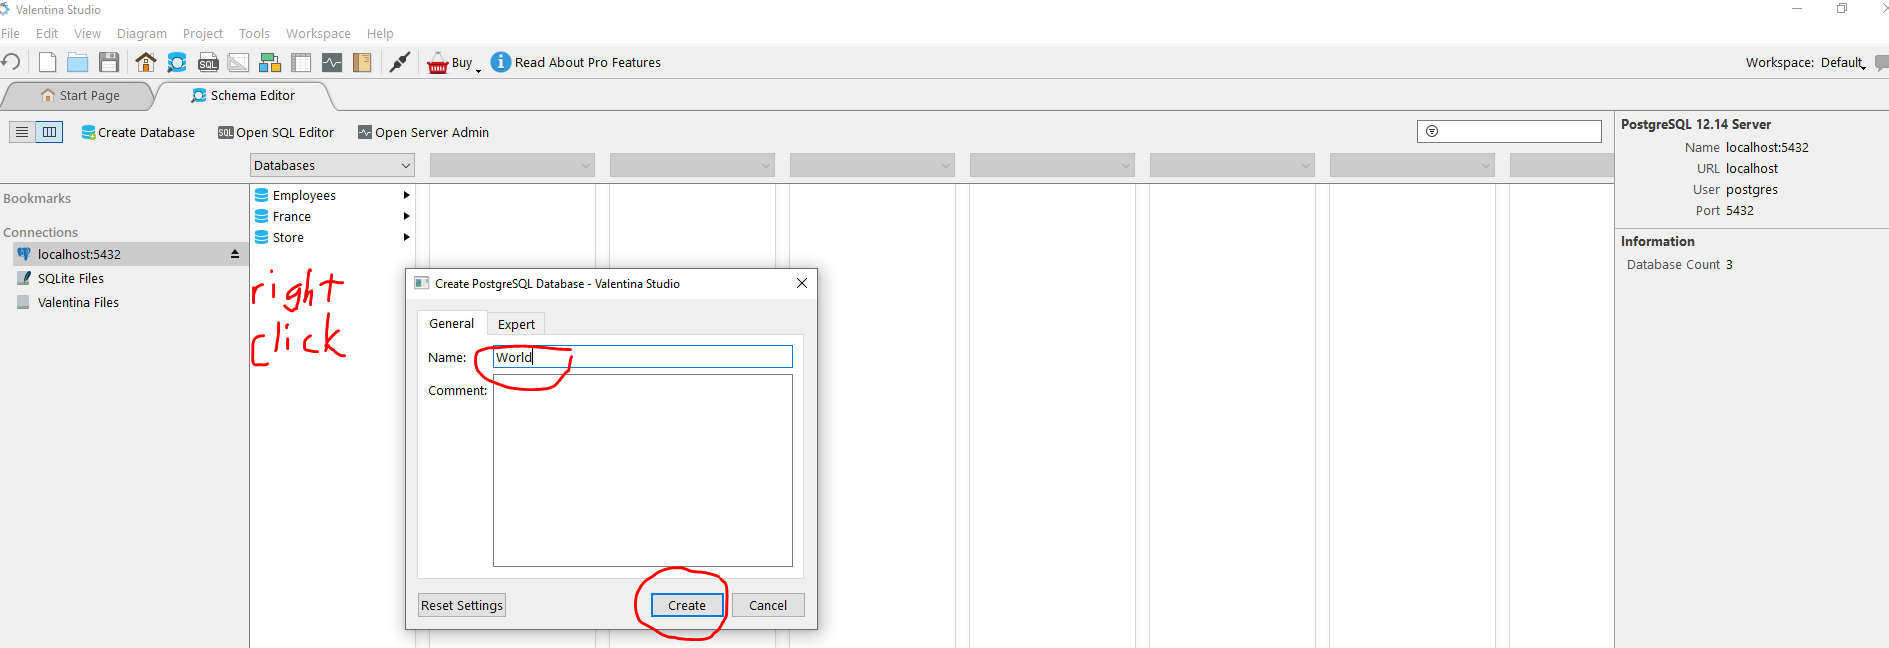 Valentina Studio
File Edit View Diagram Project Tools Workspace Help
SQL Buy Read About Pro Features Workspace: Default
Start Page Schema Editor
Create Database SQL Open SQL Editor Open Server Admin
Databases
Bookmarks
Connections
localhost:5432
SQLite Files
Valentina Files
Employees
France
Store
right
click
Create PostgreSQL Database - Valentina Studio
General Expert
Name: World
Comment:
Reset Settings Create Cancel
PostgreSQL 12.14 Server
Name localhost:5432
URL localhost
User postgres
Port 5432
Information
Database Count 3